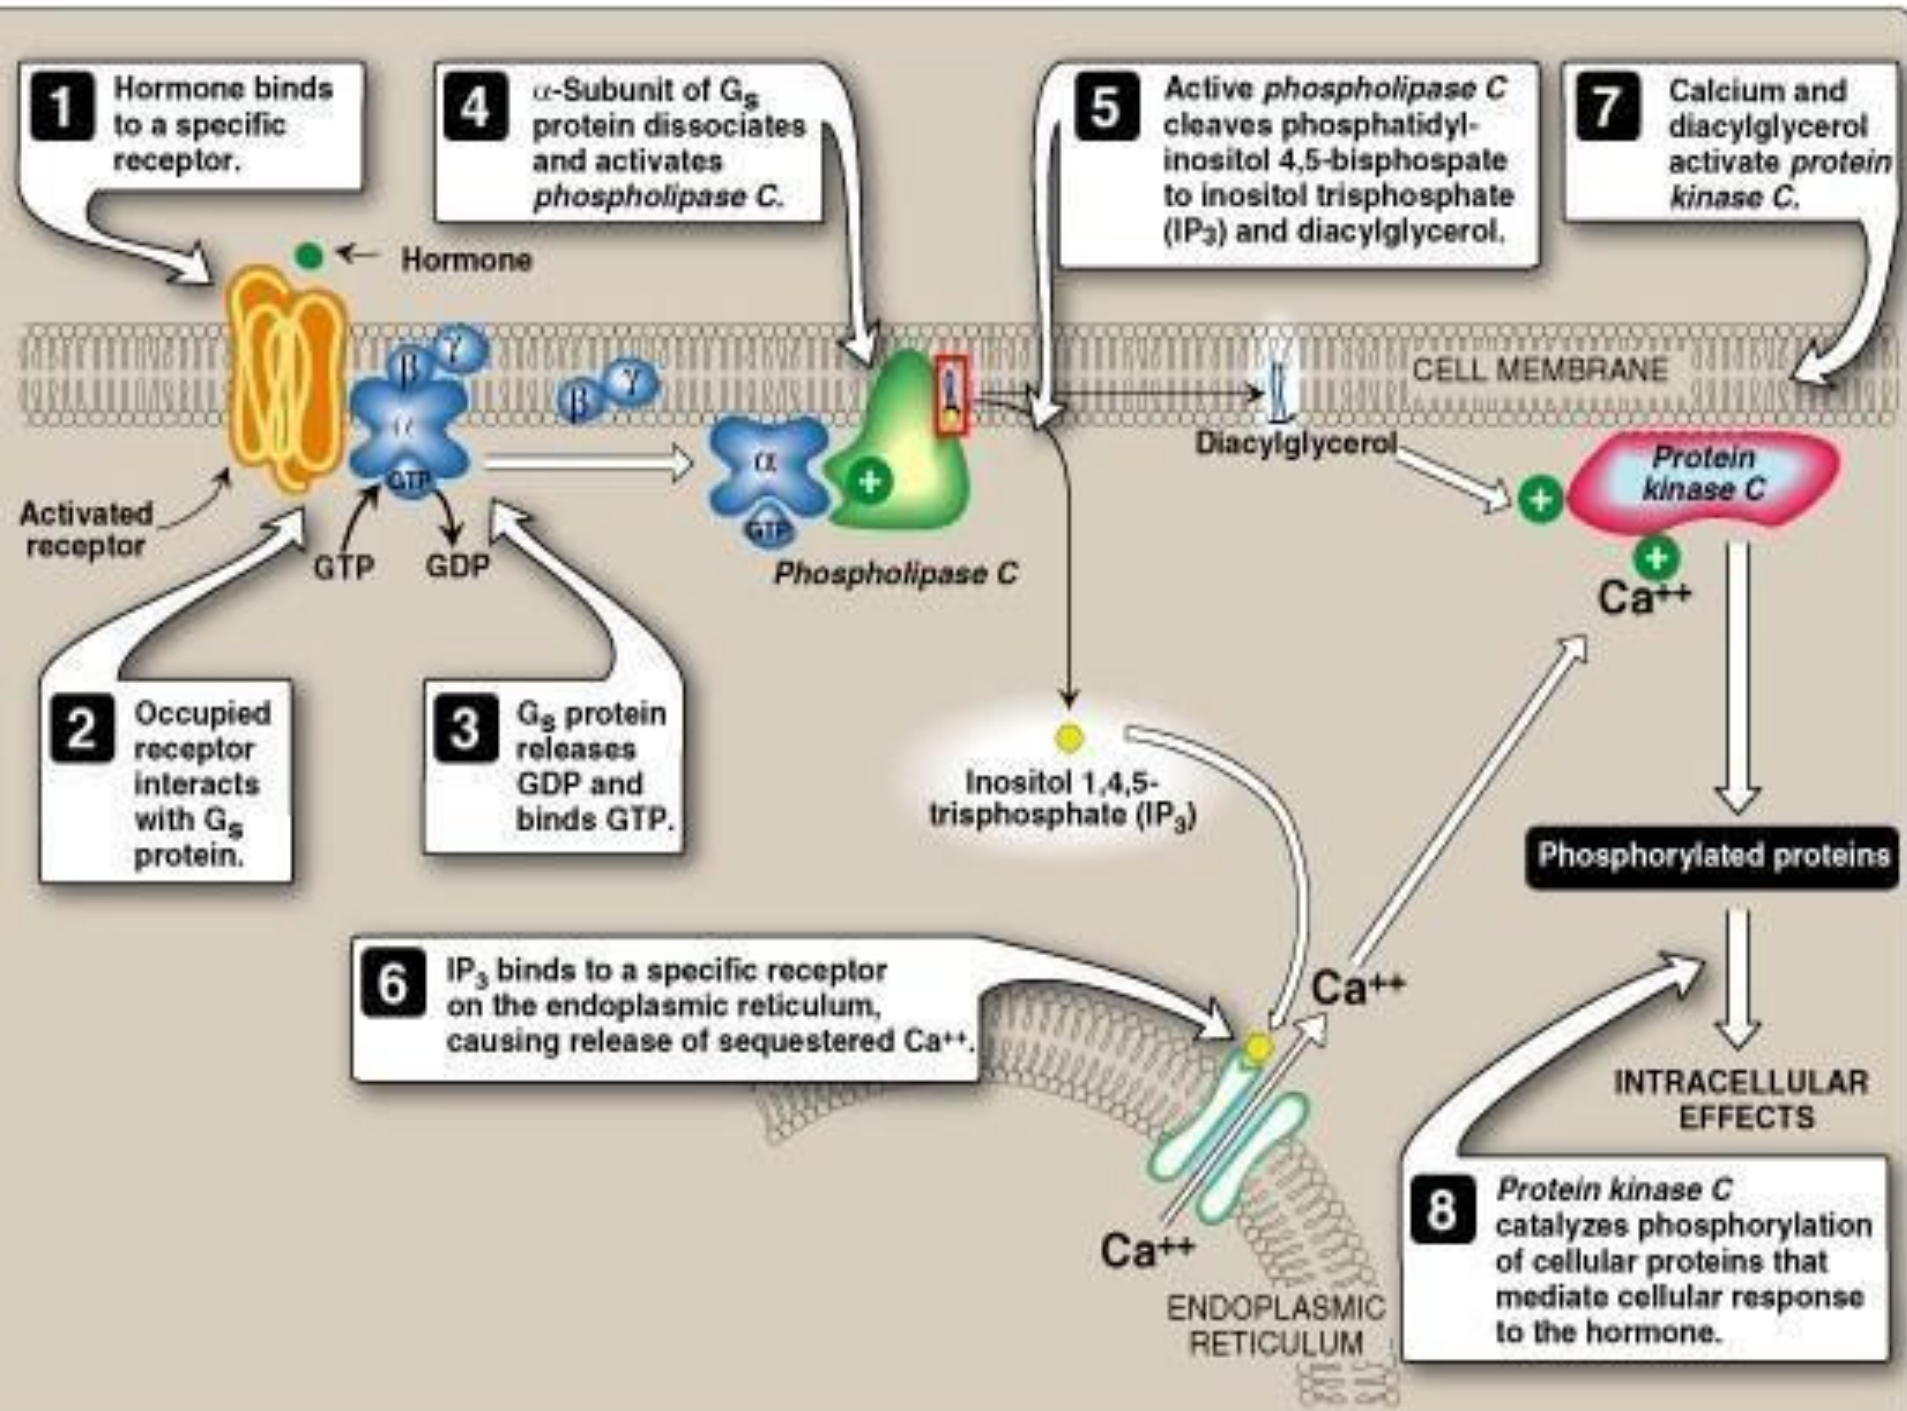 1
Hormone binds
to a specific
receptor.
4
α-Subunit of Gs
protein dissociates
and activates
phospholipase C.
5
Active phospholipase C
cleaves phosphatidyl-
inositol 4,5-bisphospate
to inositol trisphosphate
(IP3) and diacylglycerol.
7
Calcium and
diacylglycerol
activate protein
kinase C.
Hormone
β γ
α
GTP
β γ
α
GTP
+
CELL MEMBRANE
Diacylglycerol
Protein
kinase C
+
+
Ca++
Activated
receptor
GTP
GDP
Phospholipase C
2
Occupied
receptor
interacts
with Gs
protein.
3
Gs protein
releases
GDP and
binds GTP.
Inositol 1,4,5-
trisphosphate (IP3)
Phosphorylated proteins
6
IP3 binds to a specific receptor
on the endoplasmic reticulum,
causing release of sequestered Ca++.
Ca++
INTRACELLULAR
EFFECTS
Ca++
ENDOPLASMIC
RETICULUM
8
Protein kinase C
catalyzes phosphorylation
of cellular proteins that
mediate cellular response
to the hormone.